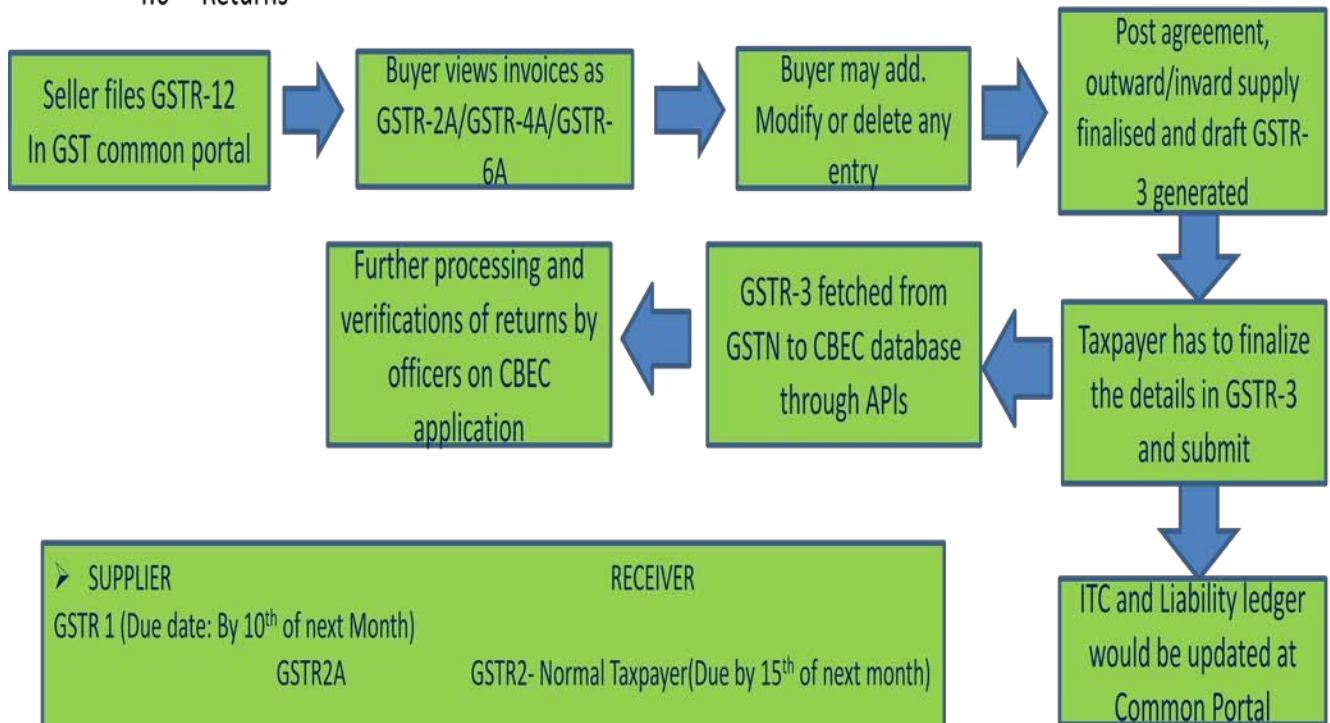 Returns
Seller files GSTR-12
In GST common portal
Buyer views invoices as
GSTR-2A/GSTR-4A/GSTR-
6A
Buyer may add.
Modify or delete any
entry
Post agreement,
outward/invard supply
finalised and draft GSTR-
3 generated
Taxpayer has to finalize
the details in GSTR-3
and submit
GSTR-3 fetched from
GSTN to CBEC database
through APIs
Further processing and
verifications of returns by
officers on CBEC
application
ITC and Liability ledger
would be updated at
Common Portal
➢ SUPPLIER RECEIVER
GSTR 1 (Due date: By 10th of next Month)
GSTR2A GSTR2- Normal Taxpayer(Due by 15th of next month)